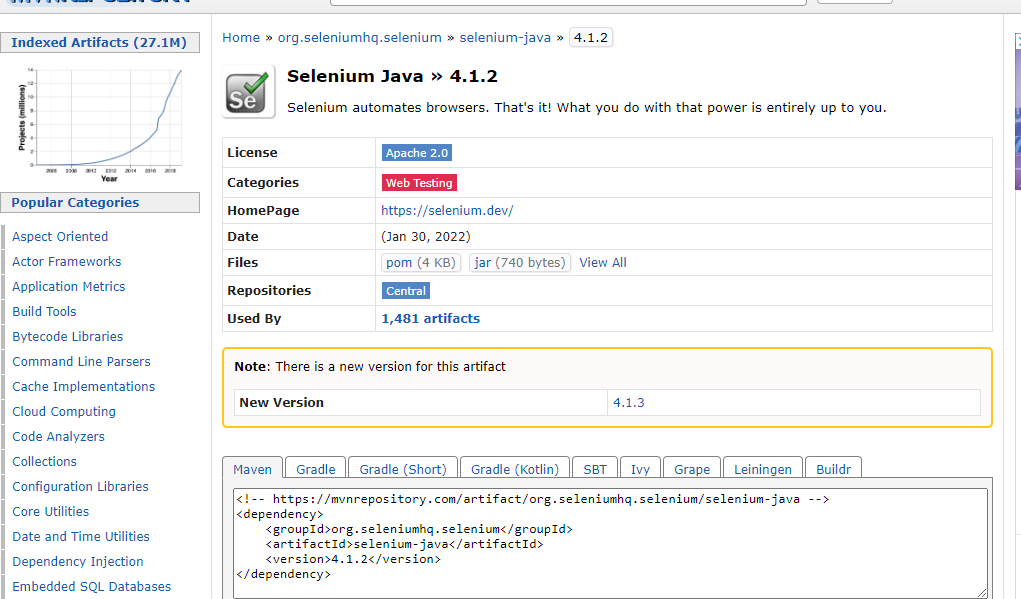 Indexed Artifacts (27.1M)
Projects (millions)
Year
Popular Categories
Aspect Oriented
Actor Frameworks
Application Metrics
Build Tools
Bytecode Libraries
Command Line Parsers
Cache Implementations
Cloud Computing
Code Analyzers
Collections
Configuration Libraries
Core Utilities
Date and Time Utilities
Dependency Injection
Embedded SQL Databases
Home » org.seleniumhq.selenium » selenium-java » 4.1.2
Se
Selenium Java » 4.1.2
Selenium automates browsers. That's it! What you do with that power is entirely up to you.
License Apache 2.0
Categories Web Testing
HomePage https://selenium.dev/
Date (Jan 30, 2022)
Files pom (4 KB) jar (740 bytes) View All
Repositories Central
Used By 1,481 artifacts
Note: There is a new version for this artifact
New Version 4.1.3
Maven Gradle Gradle (Short) Gradle (Kotlin) SBT Ivy Grape Leiningen Buildr
<!-- https://mvnrepository.com/artifact/org.seleniumhq.selenium/selenium-java -->
<dependency>
    <groupId>org.seleniumhq.selenium</groupId>
    <artifactId>selenium-java</artifactId>
    <version>4.1.2</version>
</dependency>